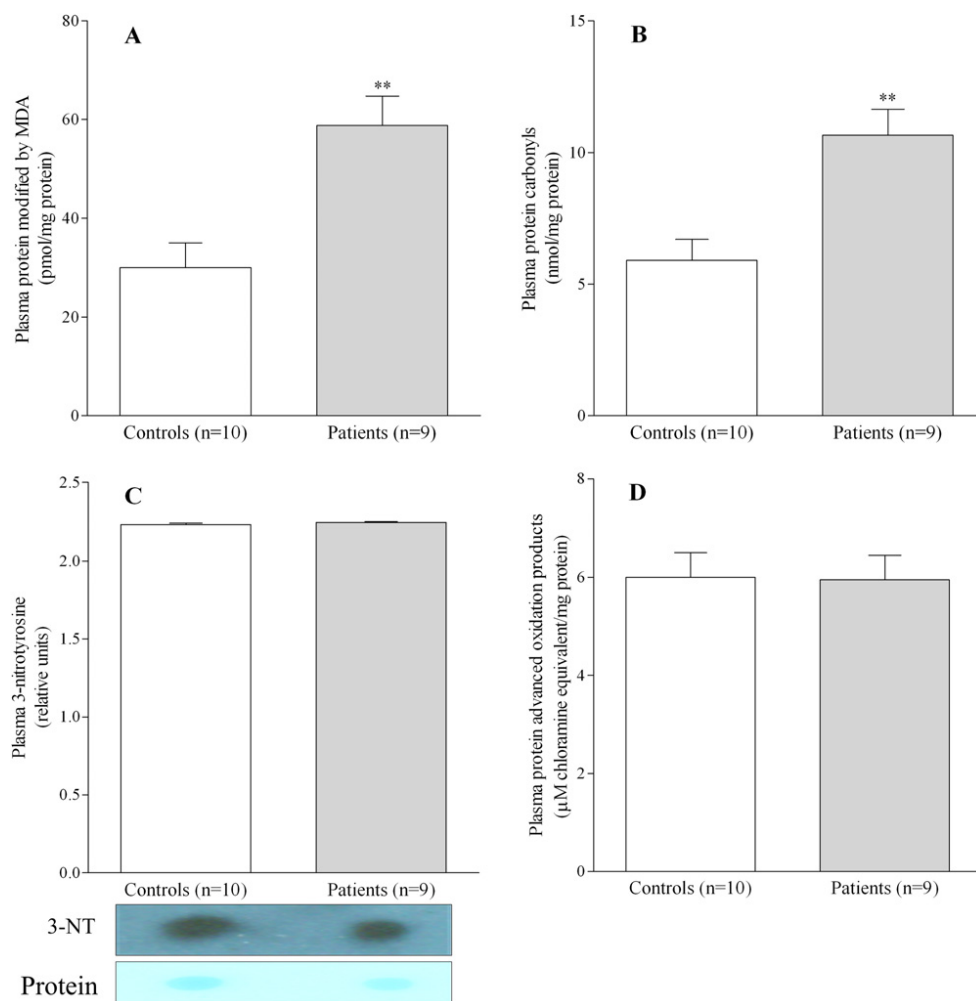 A
Plasma protein modified by MDA
(pmol/mg protein)
80
60
40
20
0
**
Controls (n=10)
Patients (n=9)
B
Plasma protein carbonyls
(nmol/mg protein)
15
10
5
0
**
Controls (n=10)
Patients (n=9)
C
Plasma 3-nitrotyrosine
(relative units)
2.5
2.0
1.5
1.0
0.5
0.0
Controls (n=10)
Patients (n=9)
3-NT
Protein
D
Plasma protein advanced oxidation products
(μM chloramine equivalent/mg protein)
8
6
4
2
0
Controls (n=10)
Patients (n=9)